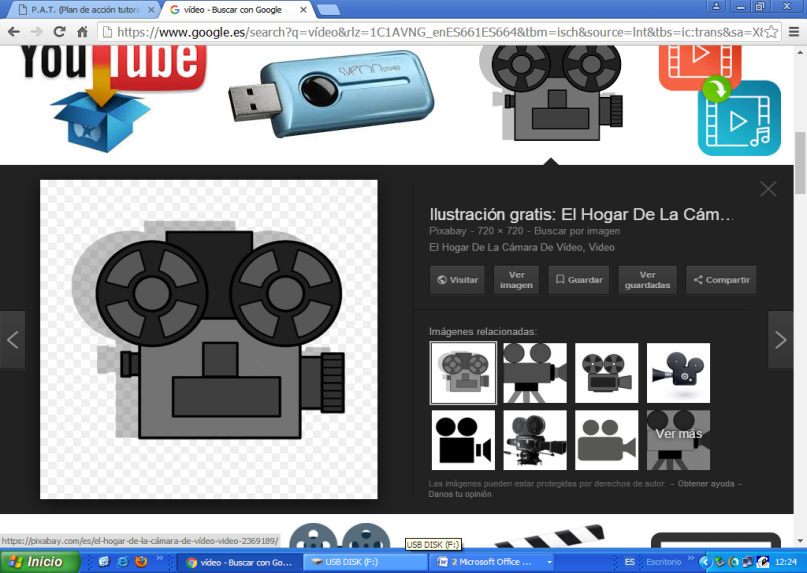 P.A.T. (Plan de acción tutoria
vídeo - Buscar con Google
https://www.google.es/search?q=vídeo&rlz=1C1AVNG_enES661ES664&tbm=isch&source=lnt&tbs=ic:trans&sa=X&
You Tube
SVEON STUDIO
Ilustración gratis: El Hogar De La Cám...
Pixabay - 720 × 720 - Buscar por imagen
El Hogar De La Cámara De Vídeo, Video
Visitar
Ver imagen
Guardar
Ver guardadas
Compartir
Imágenes relacionadas:
Ver más
Las imágenes pueden estar protegidas por derechos de autor. - Obtener ayuda -
Danos tu opinión
https://pixabay.com/es/el-hogar-de-la-cámara-de-vídeo-video-2369189/
USB DISK (F:)
Inicio
vídeo - Buscar con Go...
USB DISK (F:)
2 Microsoft Office ...
ES
Escritorio
12:24